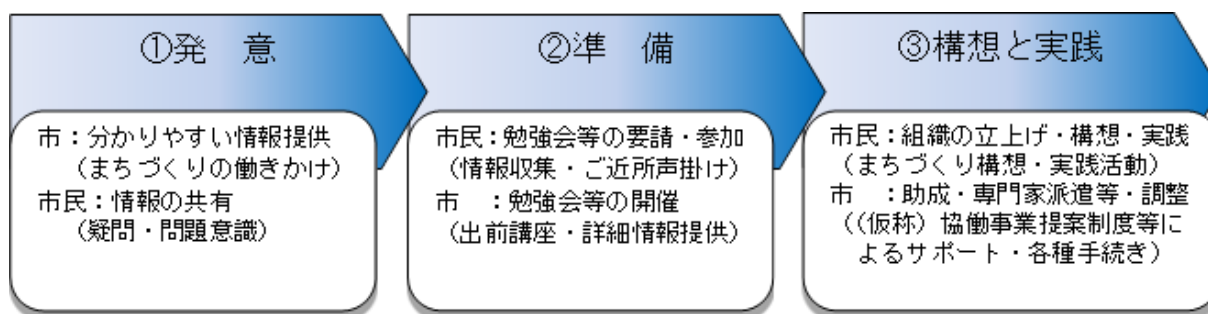 ①発　意
市：分かりやすい情報提供
（まちづくりの働きかけ）
市民：情報の共有
（疑問・問題意識）
②準　備
市民：勉強会等の要請・参加
（情報収集・ご近所声掛け）
市　：勉強会等の開催
（出前講座・詳細情報提供）
③構想と実践
市民：組織の立上げ・構想・実践
（まちづくり構想・実践活動）
市　：助成・専門家派遣等・調整
（（仮称）協働事業提案制度等に
よるサポート・各種手続き）